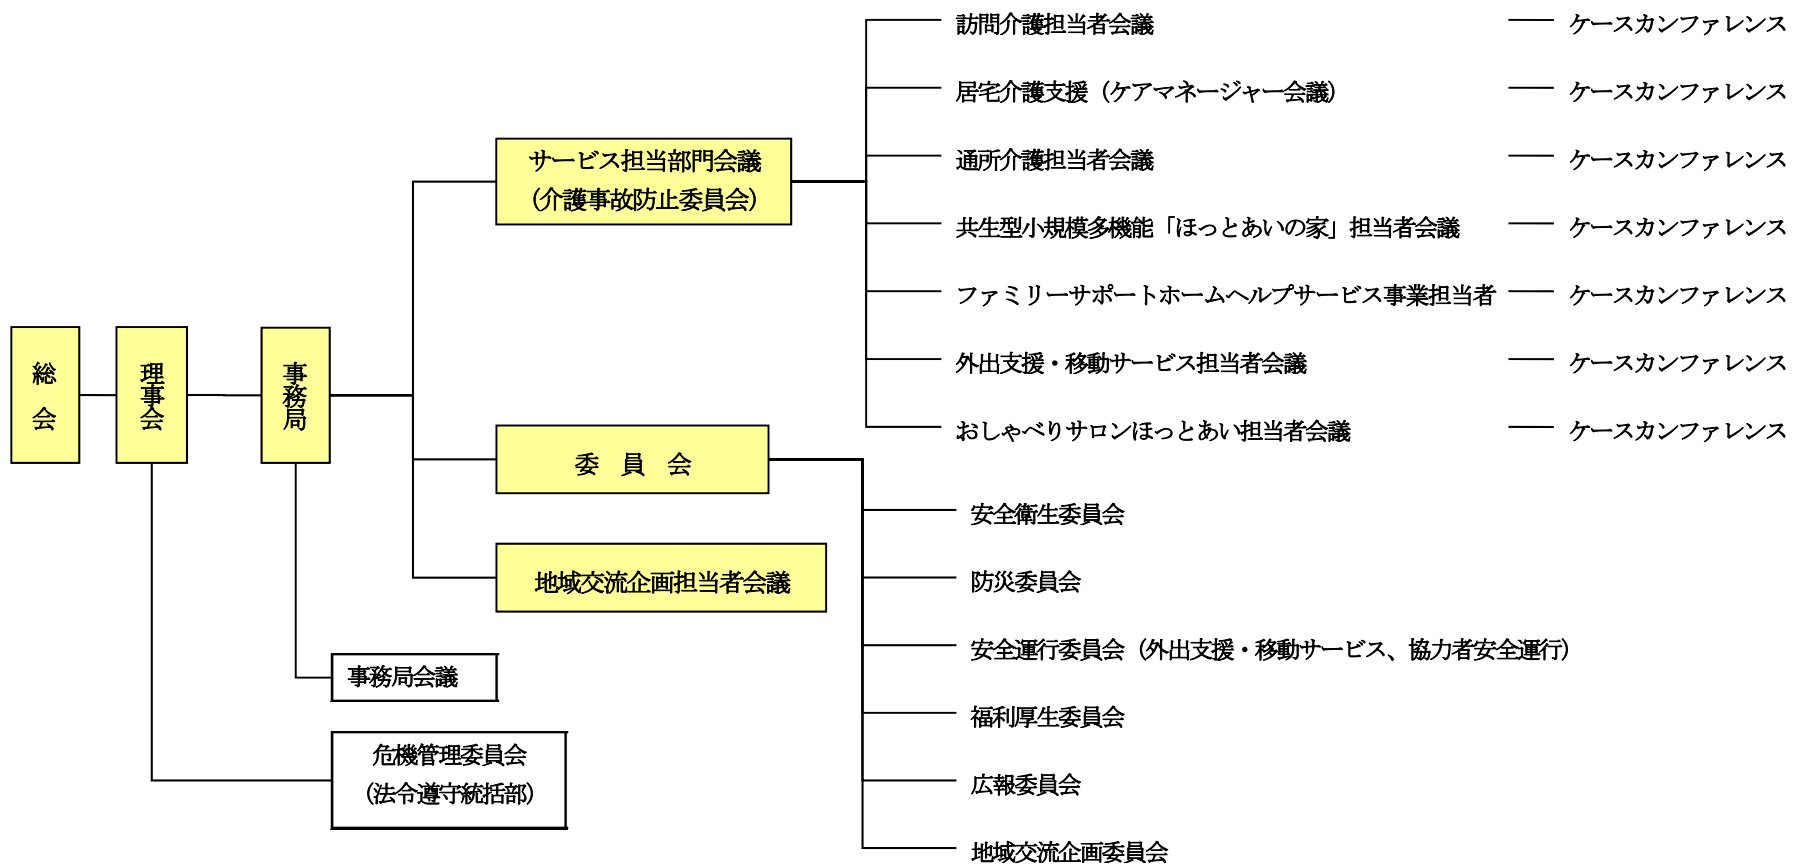 総会
理事会
事務局
サービス担当部門会議
（介護事故防止委員会）
委員会
地域交流企画担当者会議
事務局会議
危機管理委員会
（法令遵守統括部）
訪問介護担当者会議
ケースカンファレンス
居宅介護支援（ケアマネージャー会議）
ケースカンファレンス
通所介護担当者会議
ケースカンファレンス
共生型小規模多機能「ほっとあいの家」担当者会議
ケースカンファレンス
ファミリーサポートホームヘルプサービス事業担当者
ケースカンファレンス
外出支援・移動サービス担当者会議
ケースカンファレンス
おしゃべりサロンほっとあい担当者会議
ケースカンファレンス
安全衛生委員会
防災委員会
安全運行委員会（外出支援・移動サービス、協力者安全運行）
福利厚生委員会
広報委員会
地域交流企画委員会